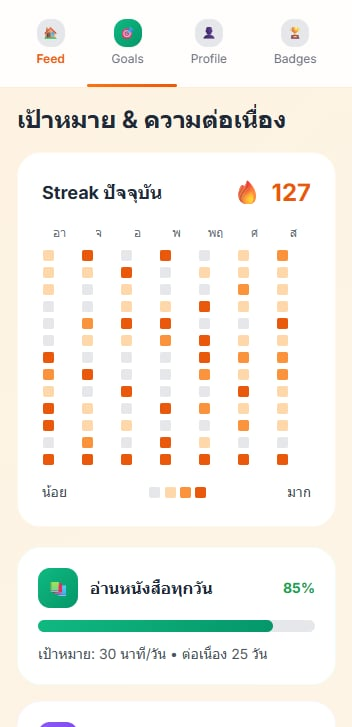 Feed Goals Profile Badges
เป้าหมาย & ความต่อเนื่อง
Streak ปัจจุบัน 127
อา จ อ พ พฤ ศ ส
น้อย มาก
อ่านหนังสือทุกวัน 85%
เป้าหมาย: 30 นาที/วัน • ต่อเนื่อง 25 วัน